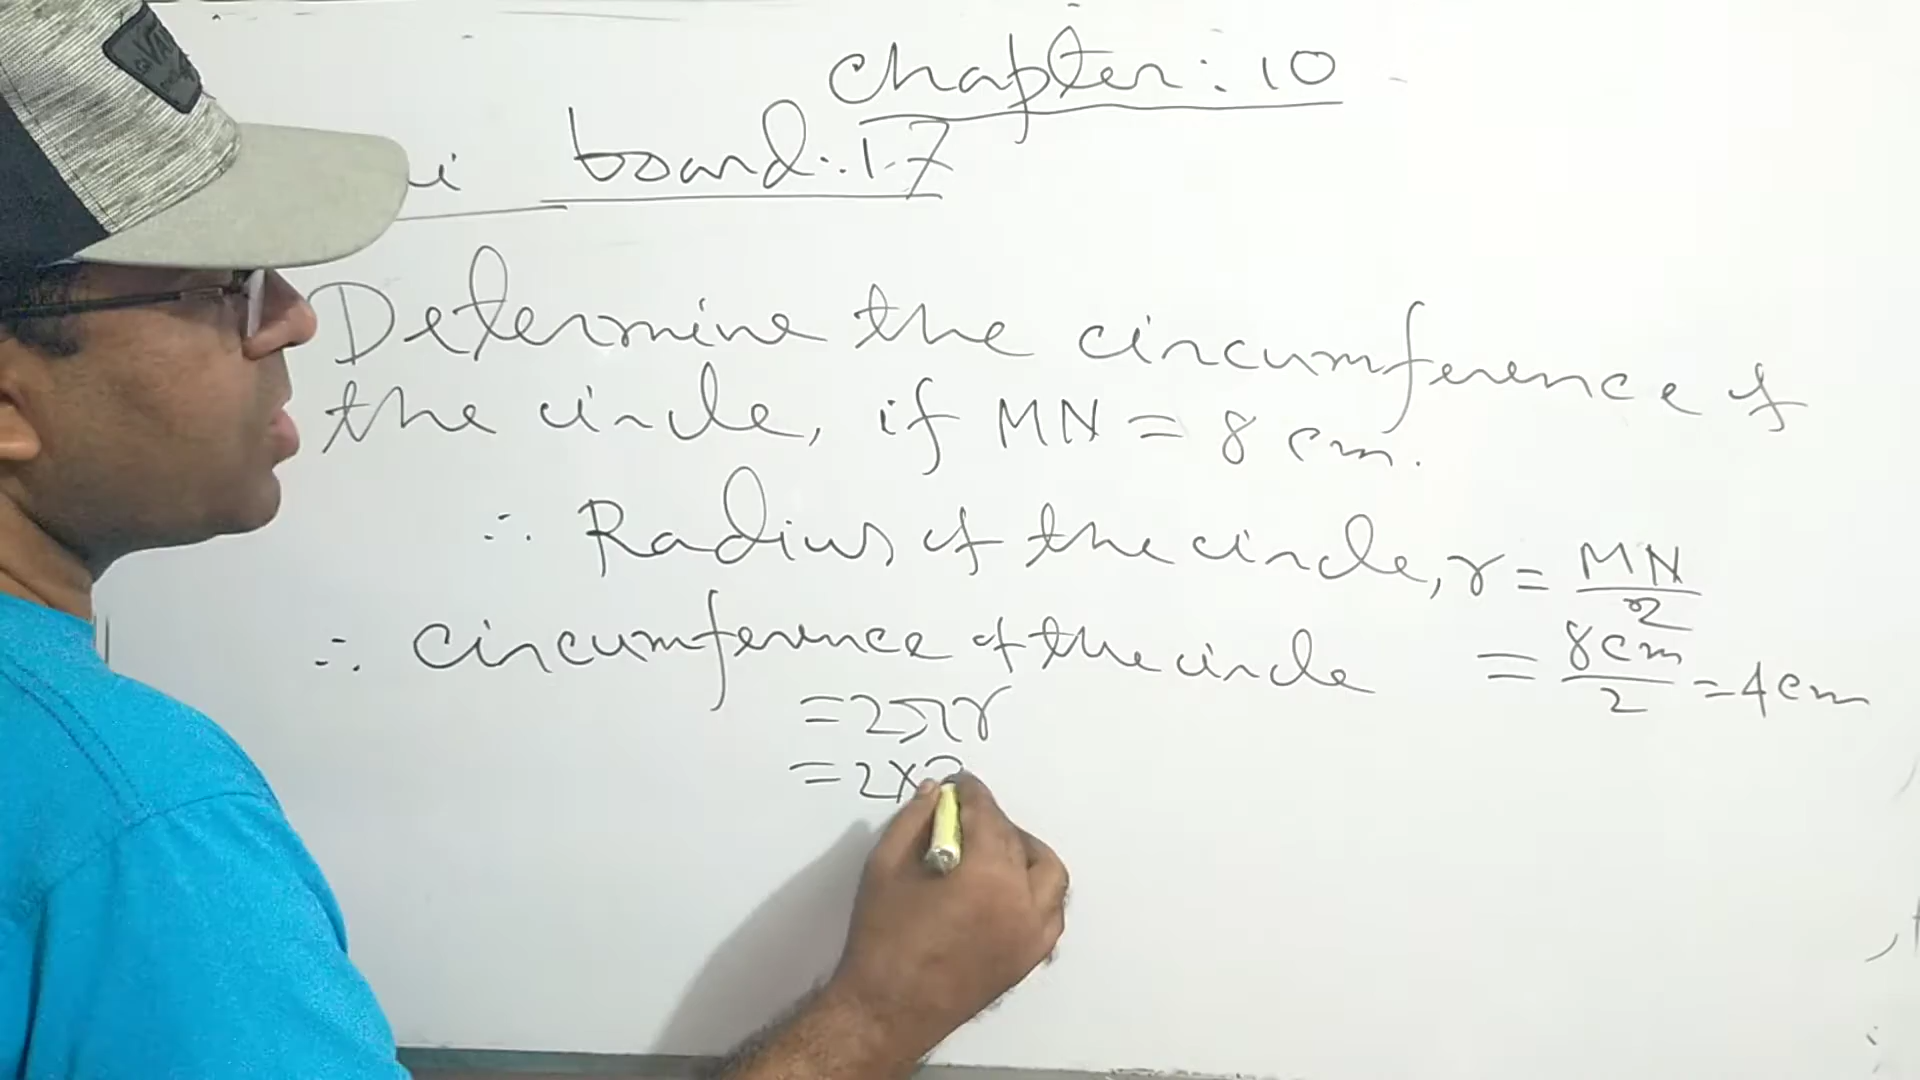 chapter: 10
board: 17
Determine the circumference of
the circle, if MN = 8 cm.
∴ Radius of the circle, r = MN/2
∴ circumference of the circle = 8cm/2 = 4cm
= 2πr
= 2×